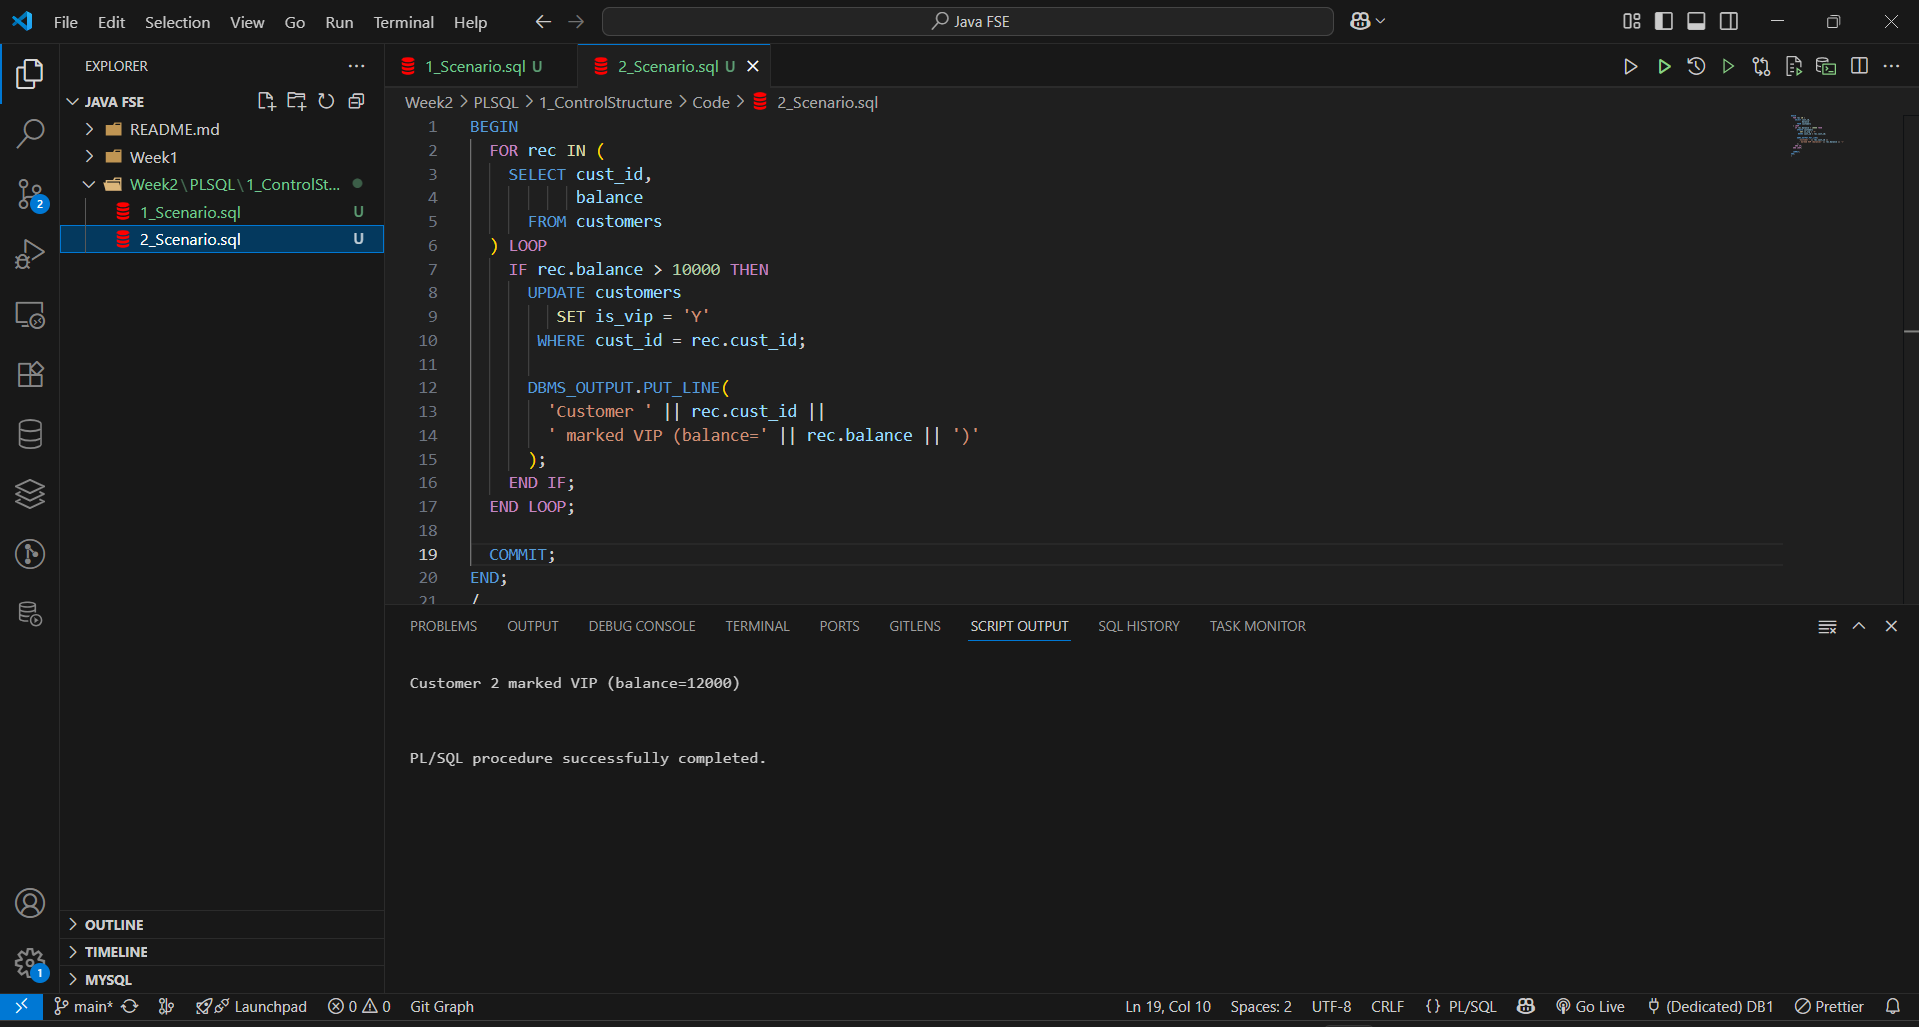 File Edit Selection View Go Run Terminal Help
Java FSE
EXPLORER
JAVA FSE
README.md
Week1
Week2\PLSQL\1_ControlSt...
1_Scenario.sql U
2_Scenario.sql U
OUTLINE
TIMELINE
MYSQL
2
1
1_Scenario.sql U
2_Scenario.sql U
Week2 > PLSQL > 1_ControlStructure > Code > 2_Scenario.sql
1 BEGIN
2 FOR rec IN (
3 SELECT cust_id,
4 balance
5 FROM customers
6 ) LOOP
7 IF rec.balance > 10000 THEN
8 UPDATE customers
9 SET is_vip = 'Y'
10 WHERE cust_id = rec.cust_id;
11
12 DBMS_OUTPUT.PUT_LINE(
13 'Customer ' || rec.cust_id ||
14 ' marked VIP (balance=' || rec.balance || ')'
15 );
16 END IF;
17 END LOOP;
18
19 COMMIT;
20 END;
21 /
PROBLEMS OUTPUT DEBUG CONSOLE TERMINAL PORTS GITLENS SCRIPT OUTPUT SQL HISTORY TASK MONITOR
Customer 2 marked VIP (balance=12000)
PL/SQL procedure successfully completed.
main* Launchpad 0 0 Git Graph
Ln 19, Col 10 Spaces: 2 UTF-8 CRLF {} PL/SQL Go Live (Dedicated) DB1 Prettier